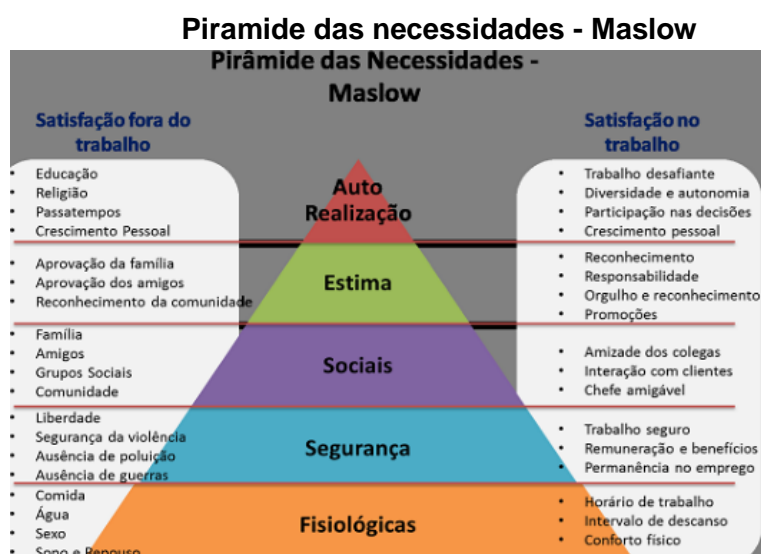 Piramide das necessidades - Maslow
Pirâmide das Necessidades -
Maslow
Satisfação fora do
trabalho
Satisfação no
trabalho
Educação
Religião
Passatempos
Crescimento Pessoal
Auto
Realização
Trabalho desafiante
Diversidade e autonomia
Participação nas decisões
Crescimento pessoal
Aprovação da família
Aprovação dos amigos
Reconhecimento da comunidade
Estima
Reconhecimento
Responsabilidade
Orgulho e reconhecimento
Promoções
Família
Amigos
Grupos Sociais
Comunidade
Sociais
Amizade dos colegas
Interação com clientes
Chefe amigável
Liberdade
Segurança da violência
Ausência de poluição
Ausência de guerras
Segurança
Trabalho seguro
Remuneração e benefícios
Permanência no emprego
Comida
Água
Sexo
Sono e Repouso
Fisiológicas
Horário de trabalho
Intervalo de descanso
Conforto físico